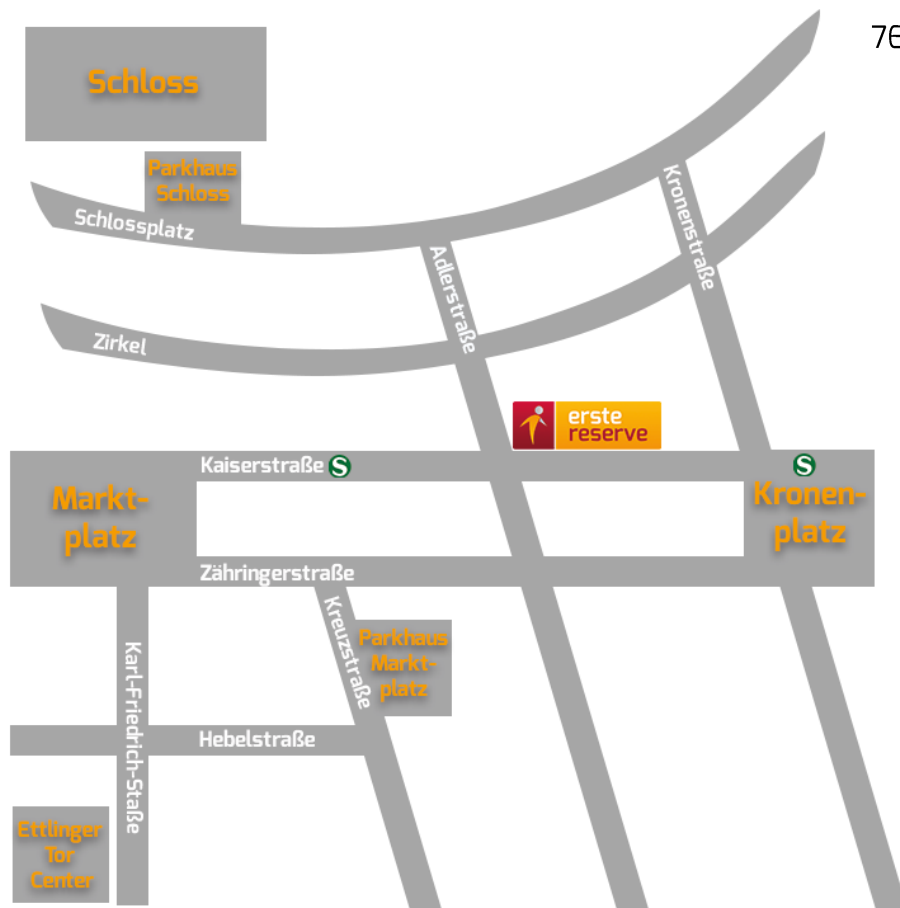 76
Schloss
Parkhaus
Schloss
Schlossplatz
Kronenstraße
Adlerstraße
Zirkel
erste
reserve
Kaiserstraße S
S
Markt-
platz
Kronen-
platz
Zähringerstraße
Kreuzstraße
Parkhaus
Markt-
platz
Karl-Friedrich-Staße
Hebelstraße
Ettlinger
Tor
Center